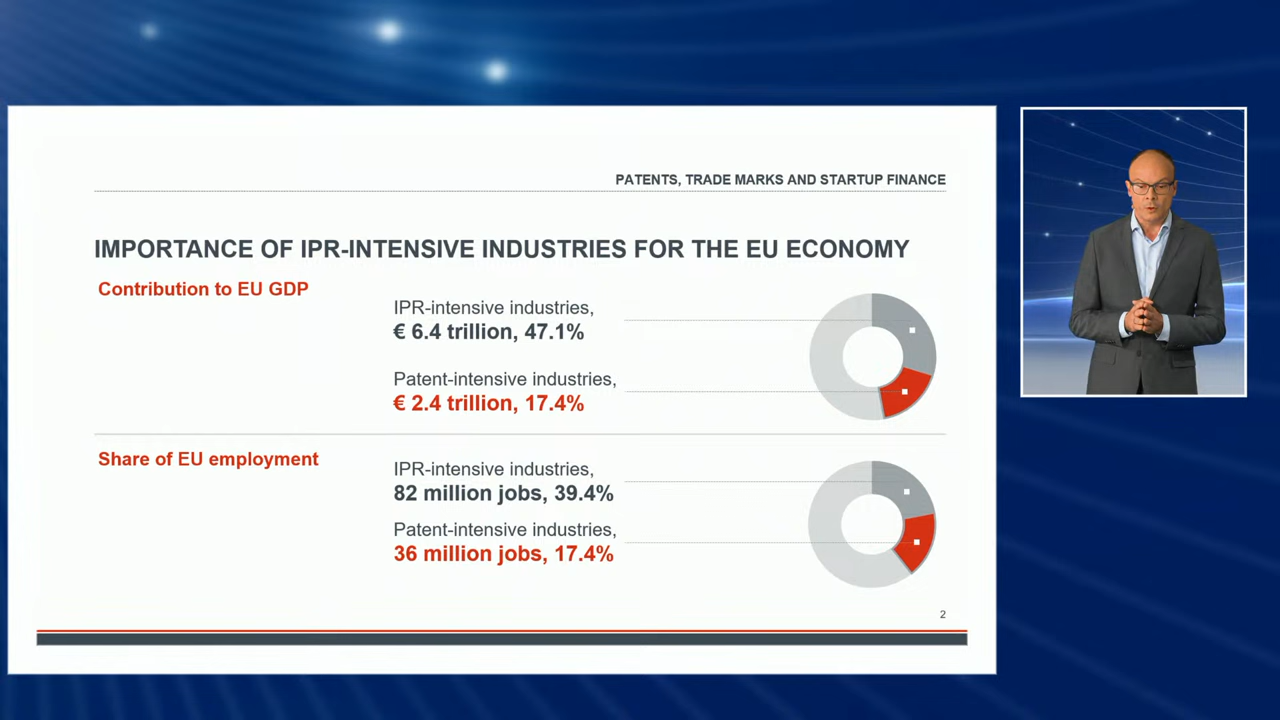 PATENTS, TRADE MARKS AND STARTUP FINANCE
IMPORTANCE OF IPR-INTENSIVE INDUSTRIES FOR THE EU ECONOMY
Contribution to EU GDP
IPR-intensive industries,
€ 6.4 trillion, 47.1%
Patent-intensive industries,
€ 2.4 trillion, 17.4%
Share of EU employment
IPR-intensive industries,
82 million jobs, 39.4%
Patent-intensive industries,
36 million jobs, 17.4%
2